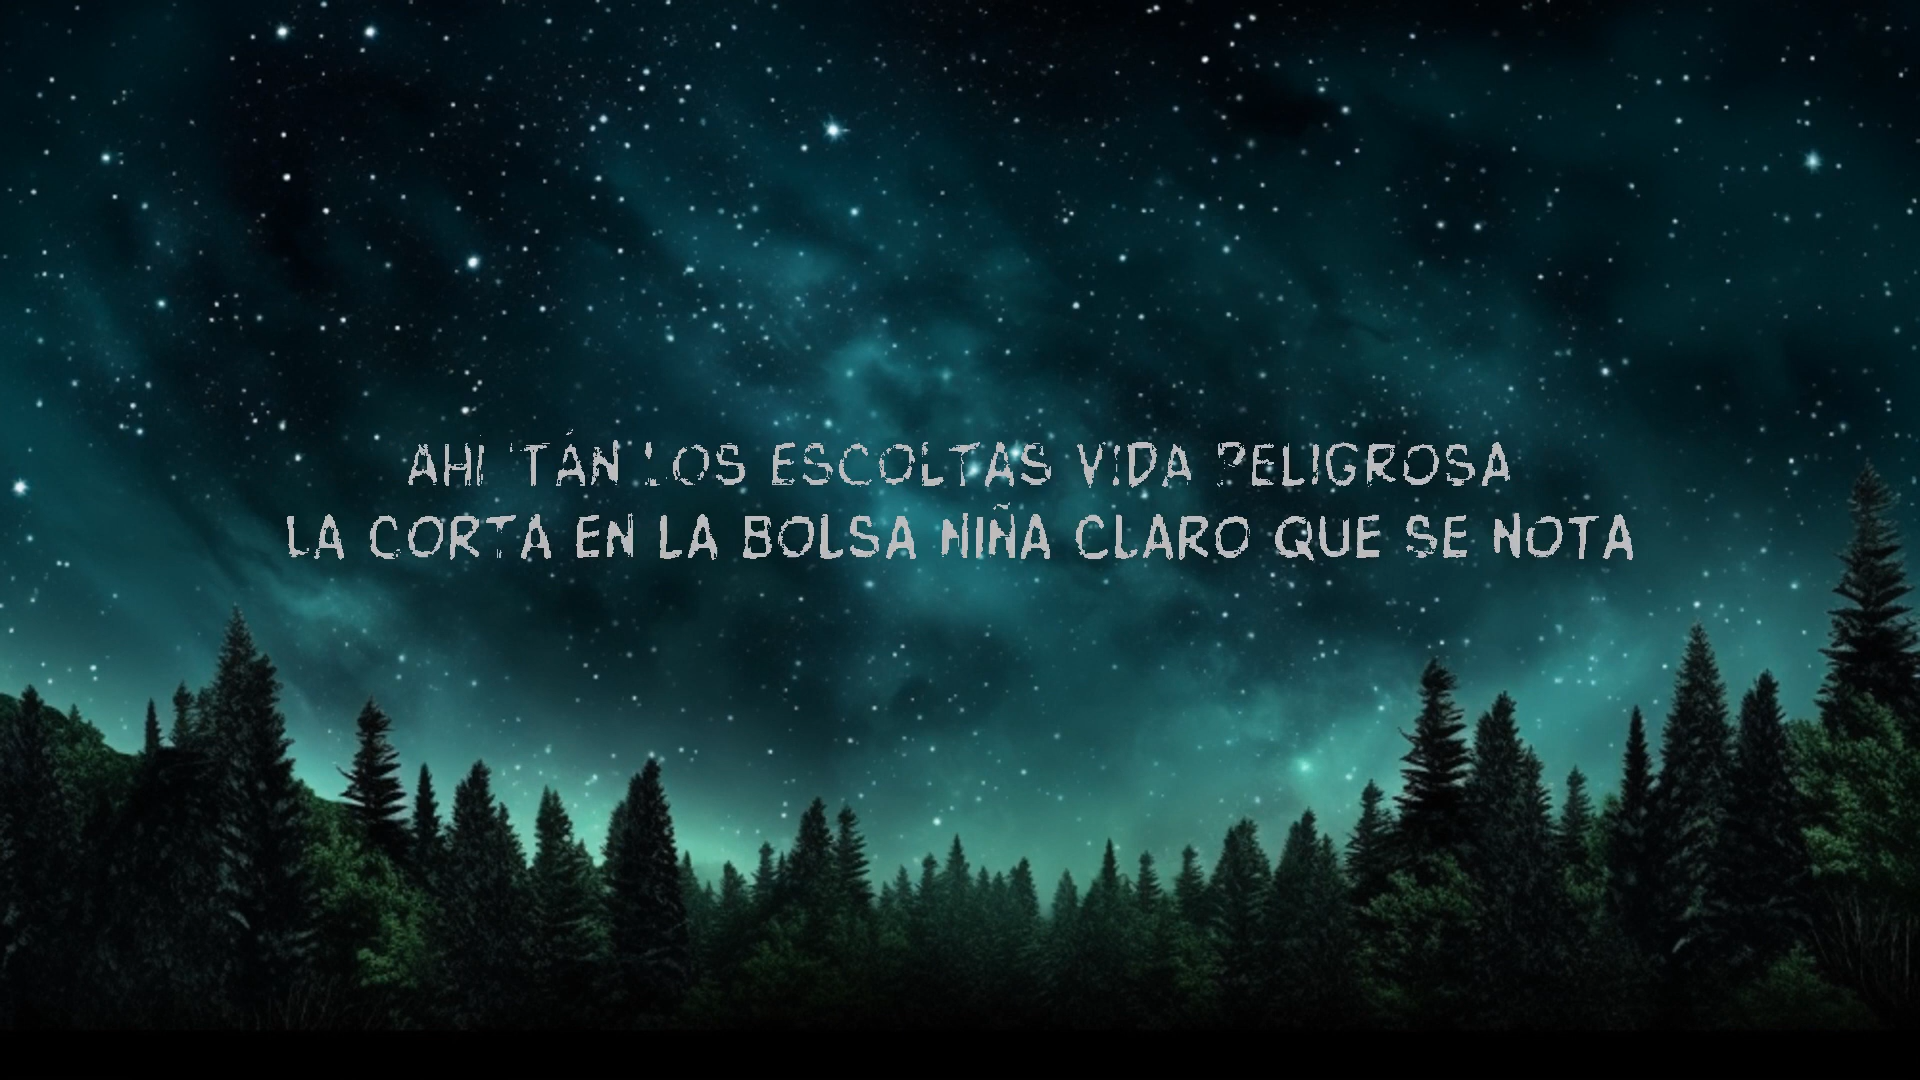 AHI 'TÁN LOS ESCOLTAS VIDA PELIGROSA
LA CORTA EN LA BOLSA NIÑA CLARO QUE SE NOTA